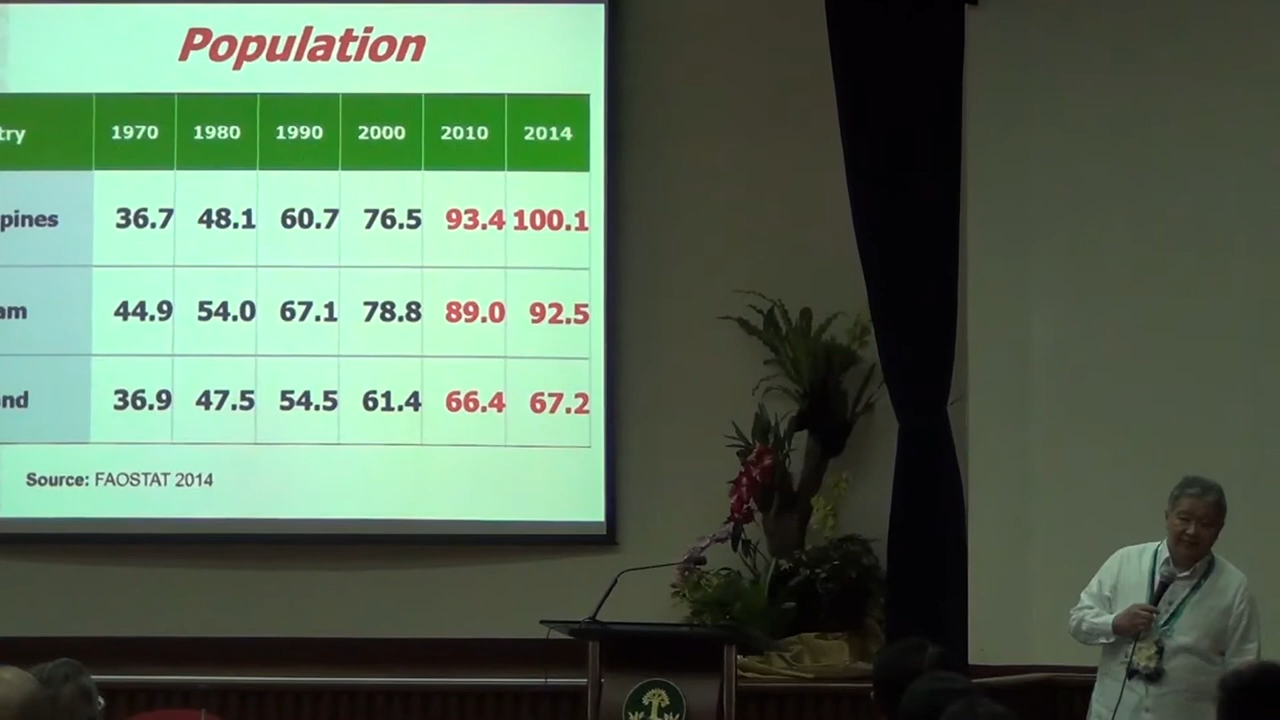 Population
try 1970 1980 1990 2000 2010 2014
pines 36.7 48.1 60.7 76.5 93.4 100.1
am 44.9 54.0 67.1 78.8 89.0 92.5
nd 36.9 47.5 54.5 61.4 66.4 67.2
Source: FAOSTAT 2014